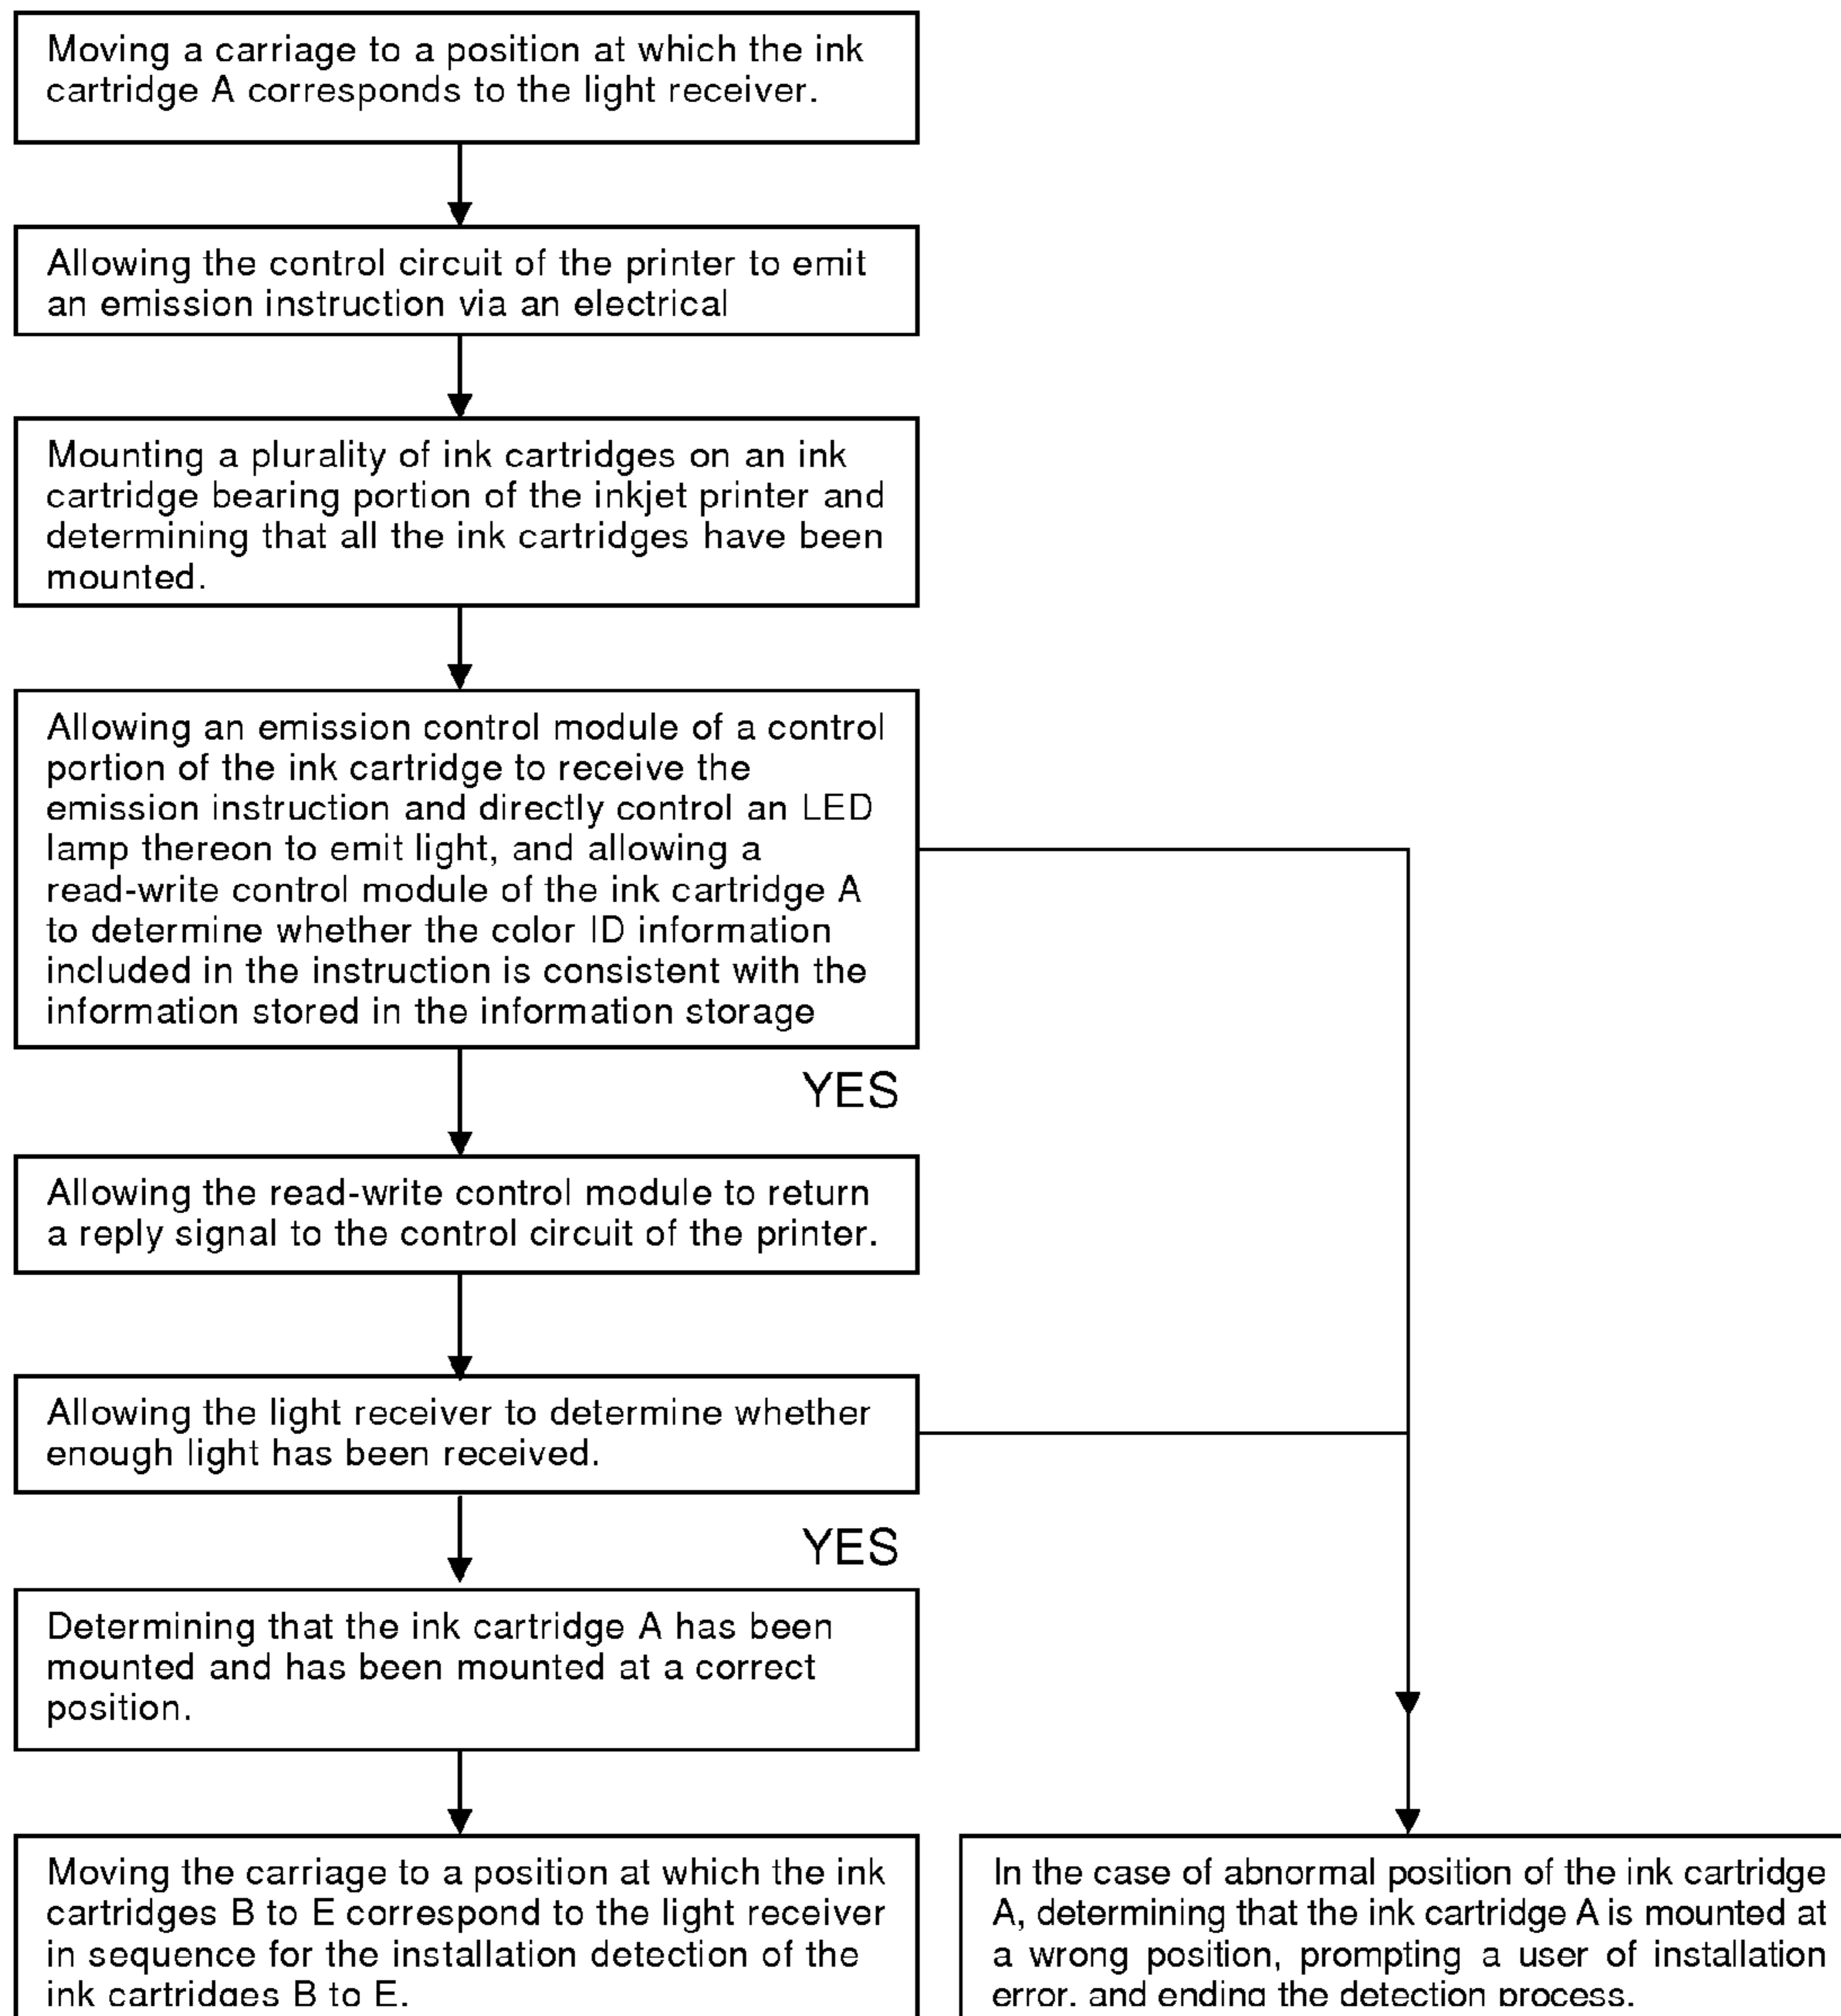 Moving a carriage to a position at which the ink
cartridge A corresponds to the light receiver.
Allowing the control circuit of the printer to emit
an emission instruction via an electrical
Mounting a plurality of ink cartridges on an ink
cartridge bearing portion of the inkjet printer and
determining that all the ink cartridges have been
mounted.
Allowing an emission control module of a control
portion of the ink cartridge to receive the
emission instruction and directly control an LED
lamp thereon to emit light, and allowing a
read-write control module of the ink cartridge A
to determine whether the color ID information
included in the instruction is consistent with the
information stored in the information storage
YES
Allowing the read-write control module to return
a reply signal to the control circuit of the printer.
Allowing the light receiver to determine whether
enough light has been received.
YES
Determining that the ink cartridge A has been
mounted and has been mounted at a correct
position.
Moving the carriage to a position at which the ink
cartridges B to E correspond to the light receiver
in sequence for the installation detection of the
ink cartridges B to E.
In the case of abnormal position of the ink cartridge
A, determining that the ink cartridge A is mounted at
a wrong position, prompting a user of installation
error, and ending the detection process.